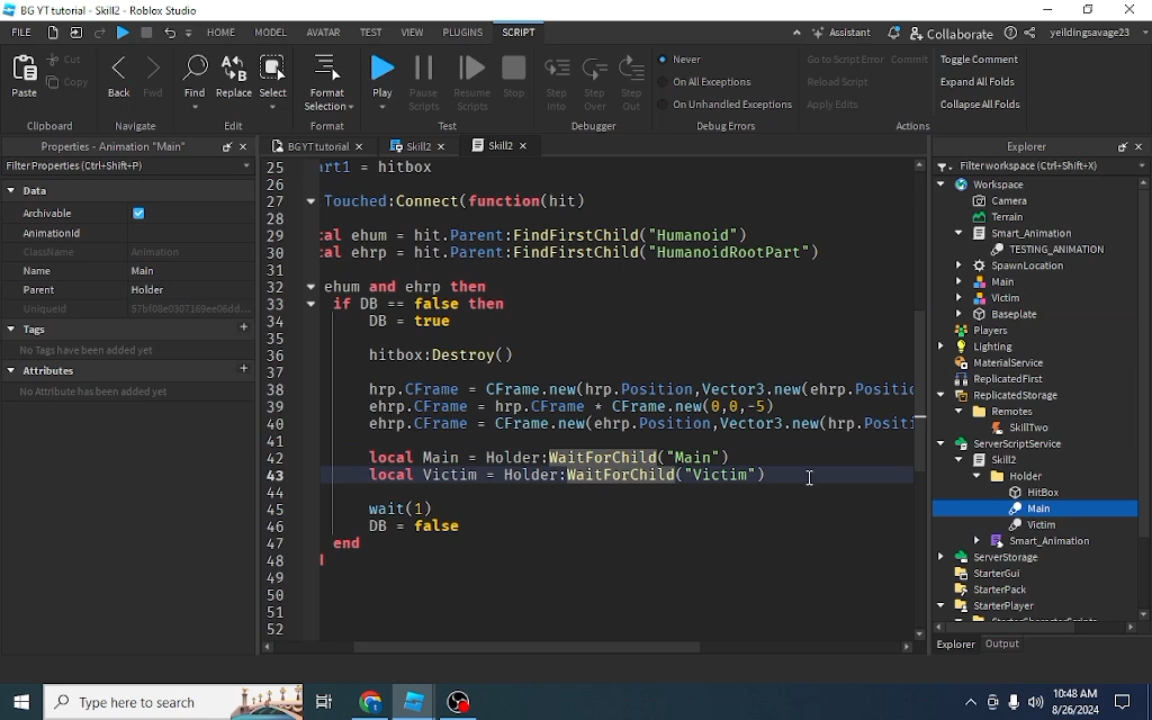 BG YT tutorial - Skill2 - Roblox Studio
FILE HOME MODEL AVATAR TEST VIEW PLUGINS SCRIPT Assistant Collaborate yeildingsavage23
Paste Cut Copy Back Fwd Find Replace Select Format Selection Play Pause Scripts Resume Scripts Stop Step Into Step Over Step Out
Never
On All Exceptions
On Unhandled Exceptions
Go to Script Error Commit
Reload Script
Apply Edits
Toggle Comment
Expand All Folds
Collapse All Folds
Clipboard Navigate Edit Format Test Debugger Debug Errors Actions
Properties - Animation "Main"
Filter Properties (Ctrl+Shift+P)
Data
Archivable
AnimationId
ClassName Animation
Name Main
Parent Holder
UniqueId 57bf00e0307169ee06dd...
Tags
No Tags have been added yet
Attributes
No Attribute has been added yet
BG YT tutorial Skill2 Skill2
25 art1 = hitbox
26
27 Touched:Connect(function(hit)
28
29 cal ehum = hit.Parent:FindFirstChild("Humanoid")
30 cal ehrp = hit.Parent:FindFirstChild("HumanoidRootPart")
31
32 ehum and ehrp then
33 if DB == false then
34 DB = true
35
36 hitbox:Destroy()
37
38 hrp.CFrame = CFrame.new(hrp.Position,Vector3.new(ehrp.Positic
39 ehrp.CFrame = hrp.CFrame * CFrame.new(0,0,-5)
40 ehrp.CFrame = CFrame.new(ehrp.Position,Vector3.new(hrp.Positi
41
42 local Main = Holder:WaitForChild("Main")
43 local Victim = Holder:WaitForChild("Victim")
44
45 wait(1)
46 DB = false
47 end
48
49
50
51
52
Explorer
Filter workspace (Ctrl+Shift+X)
Workspace
Camera
Terrain
Smart_Animation
TESTING_ANIMATION
SpawnLocation
Main
Victim
Baseplate
Players
Lighting
MaterialService
ReplicatedFirst
ReplicatedStorage
Remotes
SkillTwo
ServerScriptService
Skill2
Holder
HitBox
Main
Victim
Smart_Animation
ServerStorage
StarterGui
StarterPack
StarterPlayer
StarterCharacterScripts
Explorer Output
Type here to search
10:48 AM
8/26/2024